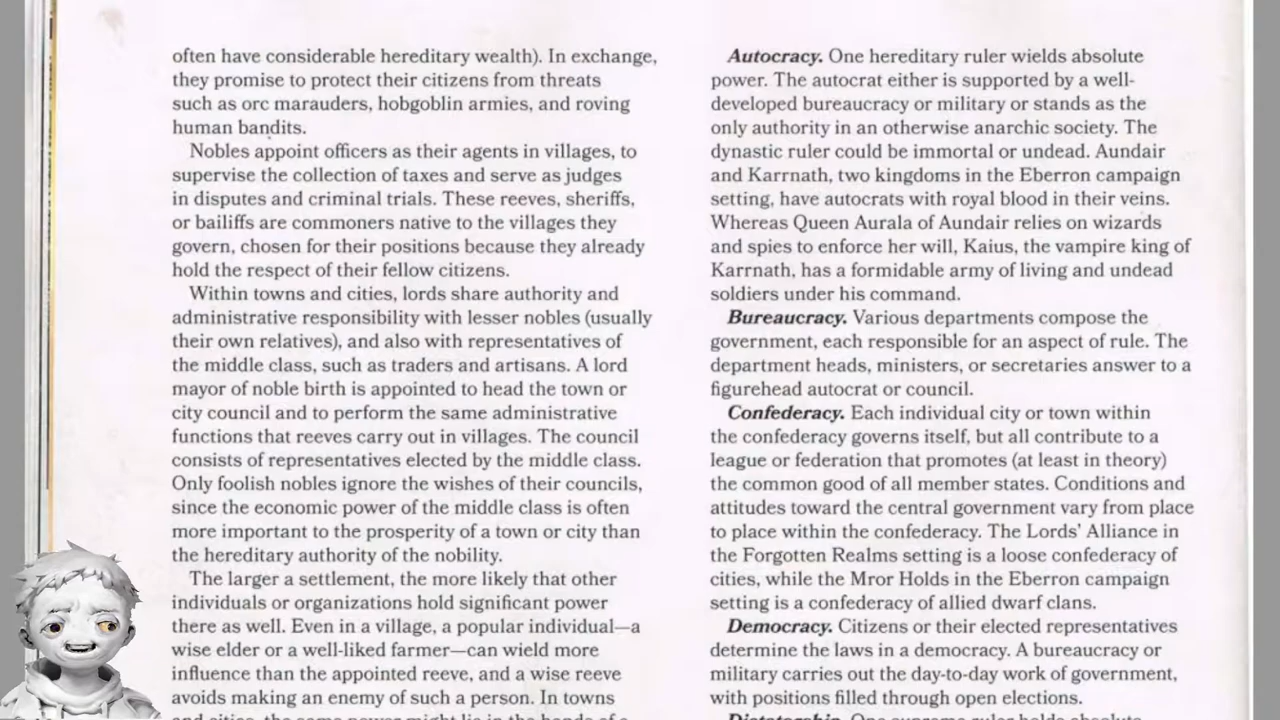 often have considerable hereditary wealth). In exchange,
they promise to protect their citizens from threats
such as orc marauders, hobgoblin armies, and roving
human bandits.
Nobles appoint officers as their agents in villages, to
supervise the collection of taxes and serve as judges
in disputes and criminal trials. These reeves, sheriffs,
or bailiffs are commoners native to the villages they
govern, chosen for their positions because they already
hold the respect of their fellow citizens.
Within towns and cities, lords share authority and
administrative responsibility with lesser nobles (usually
their own relatives), and also with representatives of
the middle class, such as traders and artisans. A lord
mayor of noble birth is appointed to head the town or
city council and to perform the same administrative
functions that reeves carry out in villages. The council
consists of representatives elected by the middle class.
Only foolish nobles ignore the wishes of their councils,
since the economic power of the middle class is often
more important to the prosperity of a town or city than
the hereditary authority of the nobility.
The larger a settlement, the more likely that other
individuals or organizations hold significant power
there as well. Even in a village, a popular individual—a
wise elder or a well-liked farmer—can wield more
influence than the appointed reeve, and a wise reeve
avoids making an enemy of such a person. In towns
and cities, the same power might lie in the hands of a
Autocracy. One hereditary ruler wields absolute
power. The autocrat either is supported by a well-
developed bureaucracy or military or stands as the
only authority in an otherwise anarchic society. The
dynastic ruler could be immortal or undead. Aundair
and Karrnath, two kingdoms in the Eberron campaign
setting, have autocrats with royal blood in their veins.
Whereas Queen Aurala of Aundair relies on wizards
and spies to enforce her will, Kaius, the vampire king of
Karrnath, has a formidable army of living and undead
soldiers under his command.
Bureaucracy. Various departments compose the
government, each responsible for an aspect of rule. The
department heads, ministers, or secretaries answer to a
figurehead autocrat or council.
Confederacy. Each individual city or town within
the confederacy governs itself, but all contribute to a
league or federation that promotes (at least in theory)
the common good of all member states. Conditions and
attitudes toward the central government vary from place
to place within the confederacy. The Lords' Alliance in
the Forgotten Realms setting is a loose confederacy of
cities, while the Mror Holds in the Eberron campaign
setting is a confederacy of allied dwarf clans.
Democracy. Citizens or their elected representatives
determine the laws in a democracy. A bureaucracy or
military carries out the day-to-day work of government,
with positions filled through open elections.
Dictatorship. One supreme ruler holds absolute